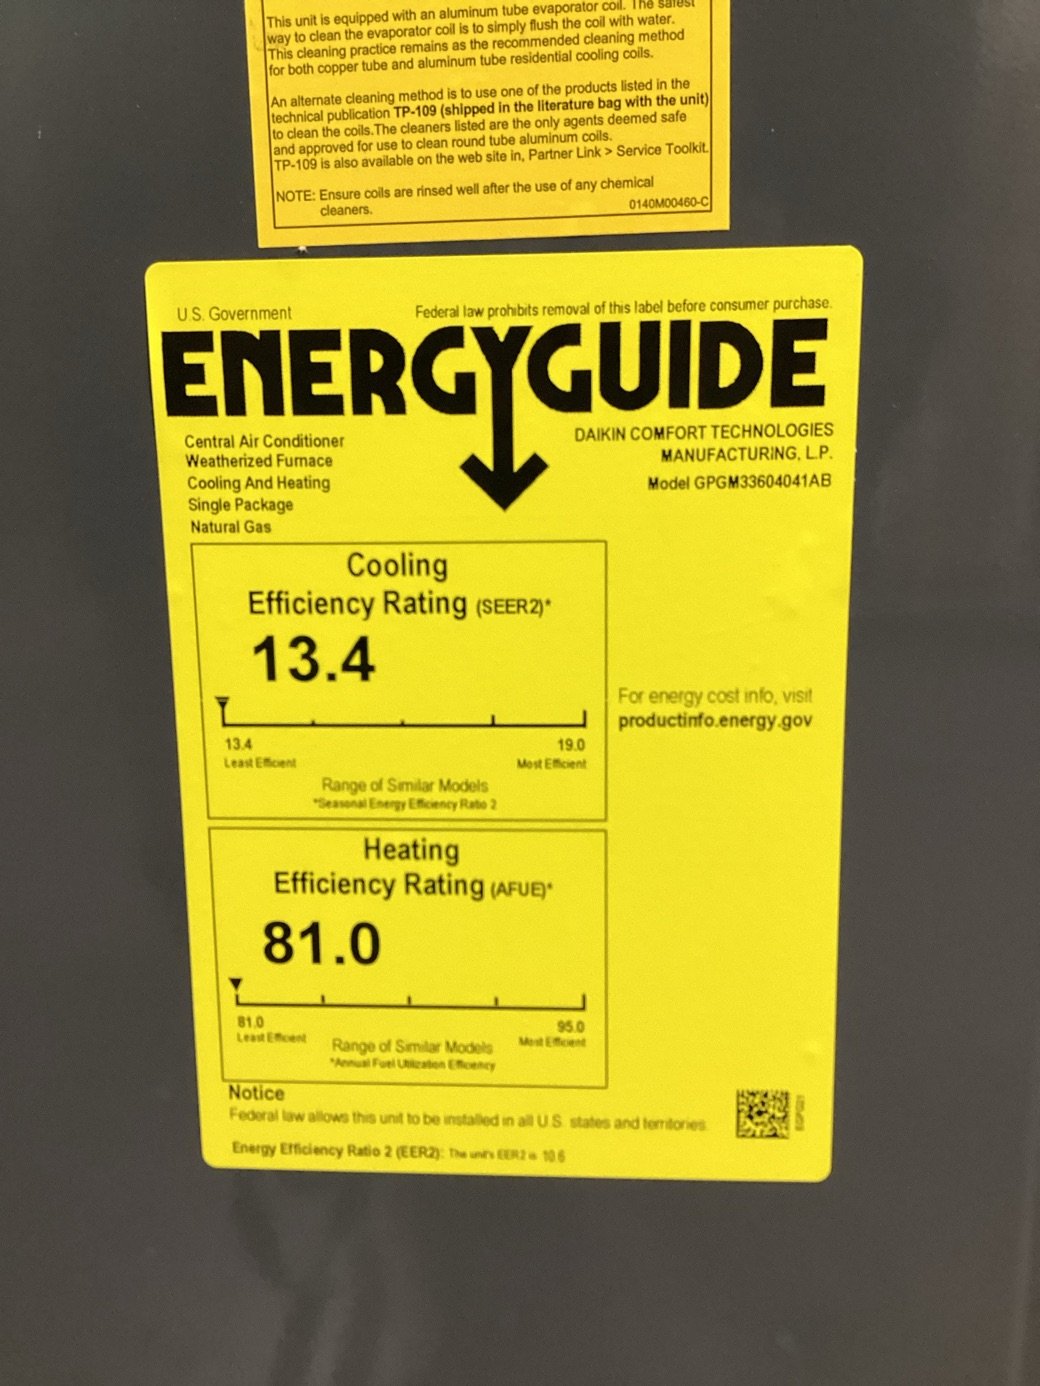 This unit is equipped with an aluminum tube evaporator coil. The safest
way to clean the evaporator coil is to simply flush the coil with water.
This cleaning practice remains as the recommended cleaning method
for both copper tube and aluminum tube residential cooling coils.
An alternate cleaning method is to use one of the products listed in the
technical publication TP-109 (shipped in the literature bag with the unit)
to clean the coils.The cleaners listed are the only agents deemed safe
and approved for use to clean round tube aluminum coils.
TP-109 is also available on the web site in, Partner Link > Service Toolkit.
NOTE: Ensure coils are rinsed well after the use of any chemical
cleaners.
0140M00460-C
U.S. Government
Federal law prohibits removal of this label before consumer purchase.
ENERGYGUIDE
Central Air Conditioner
Weatherized Furnace
Cooling And Heating
Single Package
Natural Gas
DAIKIN COMFORT TECHNOLOGIES
MANUFACTURING, L.P.
Model GPGM33604041AB
Cooling
Efficiency Rating (SEER2)*
13.4
13.4
19.0
Least Efficient
Most Efficient
Range of Similar Models
*Seasonal Energy Efficiency Ratio 2
For energy cost info, visit
productinfo.energy.gov
Heating
Efficiency Rating (AFUE)*
81.0
81.0
95.0
Least Efficient
Most Efficient
Range of Similar Models
*Annual Fuel Utilization Efficiency
Notice
Federal law allows this unit to be installed in all U.S. states and territories.
Energy Efficiency Ratio 2 (EER2): The unit's EER2 is 10.6